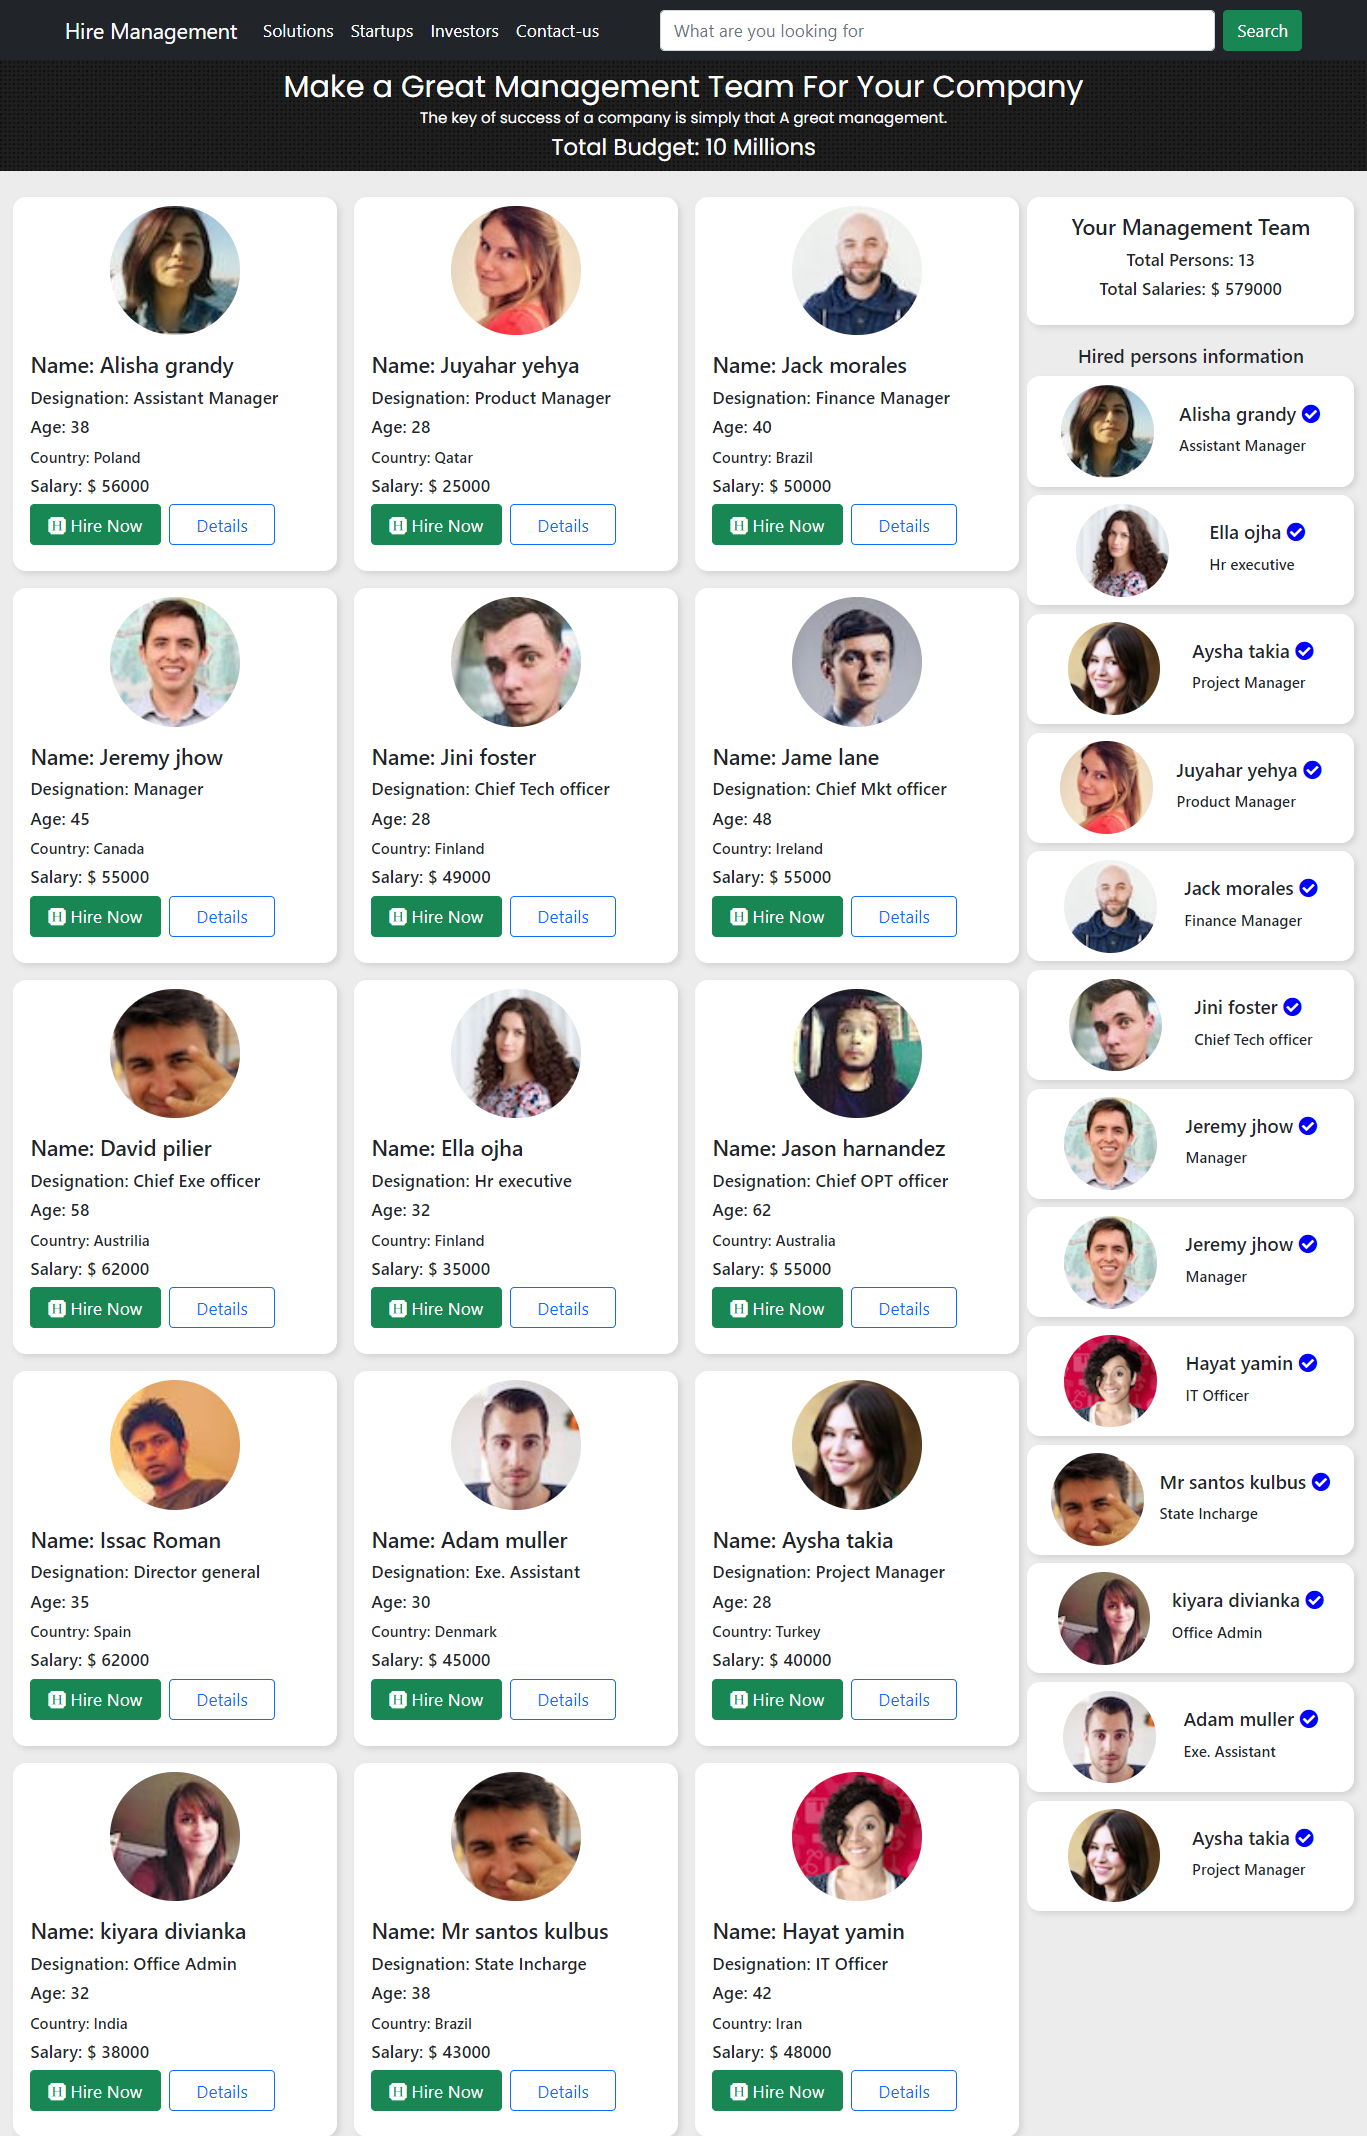 Hire Management Solutions Startups Investors Contact-us What are you looking for Search
Make a Great Management Team For Your Company
The key of success of a company is simply that A great management.
Total Budget: 10 Millions
Name: Alisha grandy
Designation: Assistant Manager
Age: 38
Country: Poland
Salary: $ 56000
H Hire Now Details
Name: Juyahar yehya
Designation: Product Manager
Age: 28
Country: Qatar
Salary: $ 25000
H Hire Now Details
Name: Jack morales
Designation: Finance Manager
Age: 40
Country: Brazil
Salary: $ 50000
H Hire Now Details
Name: Jeremy jhow
Designation: Manager
Age: 45
Country: Canada
Salary: $ 55000
H Hire Now Details
Name: Jini foster
Designation: Chief Tech officer
Age: 28
Country: Finland
Salary: $ 49000
H Hire Now Details
Name: Jame lane
Designation: Chief Mkt officer
Age: 48
Country: Ireland
Salary: $ 55000
H Hire Now Details
Name: David pilier
Designation: Chief Exe officer
Age: 58
Country: Austrilia
Salary: $ 62000
H Hire Now Details
Name: Ella ojha
Designation: Hr executive
Age: 32
Country: Finland
Salary: $ 35000
H Hire Now Details
Name: Jason harnandez
Designation: Chief OPT officer
Age: 62
Country: Australia
Salary: $ 55000
H Hire Now Details
Name: Issac Roman
Designation: Director general
Age: 35
Country: Spain
Salary: $ 62000
H Hire Now Details
Name: Adam muller
Designation: Exe. Assistant
Age: 30
Country: Denmark
Salary: $ 45000
H Hire Now Details
Name: Aysha takia
Designation: Project Manager
Age: 28
Country: Turkey
Salary: $ 40000
H Hire Now Details
Name: kiyara divianka
Designation: Office Admin
Age: 32
Country: India
Salary: $ 38000
H Hire Now Details
Name: Mr santos kulbus
Designation: State Incharge
Age: 38
Country: Brazil
Salary: $ 43000
H Hire Now Details
Name: Hayat yamin
Designation: IT Officer
Age: 42
Country: Iran
Salary: $ 48000
H Hire Now Details
Your Management Team
Total Persons: 13
Total Salaries: $ 579000
Hired persons information
Alisha grandy
Assistant Manager
Ella ojha
Hr executive
Aysha takia
Project Manager
Juyahar yehya
Product Manager
Jack morales
Finance Manager
Jini foster
Chief Tech officer
Jeremy jhow
Manager
Jeremy jhow
Manager
Hayat yamin
IT Officer
Mr santos kulbus
State Incharge
kiyara divianka
Office Admin
Adam muller
Exe. Assistant
Aysha takia
Project Manager